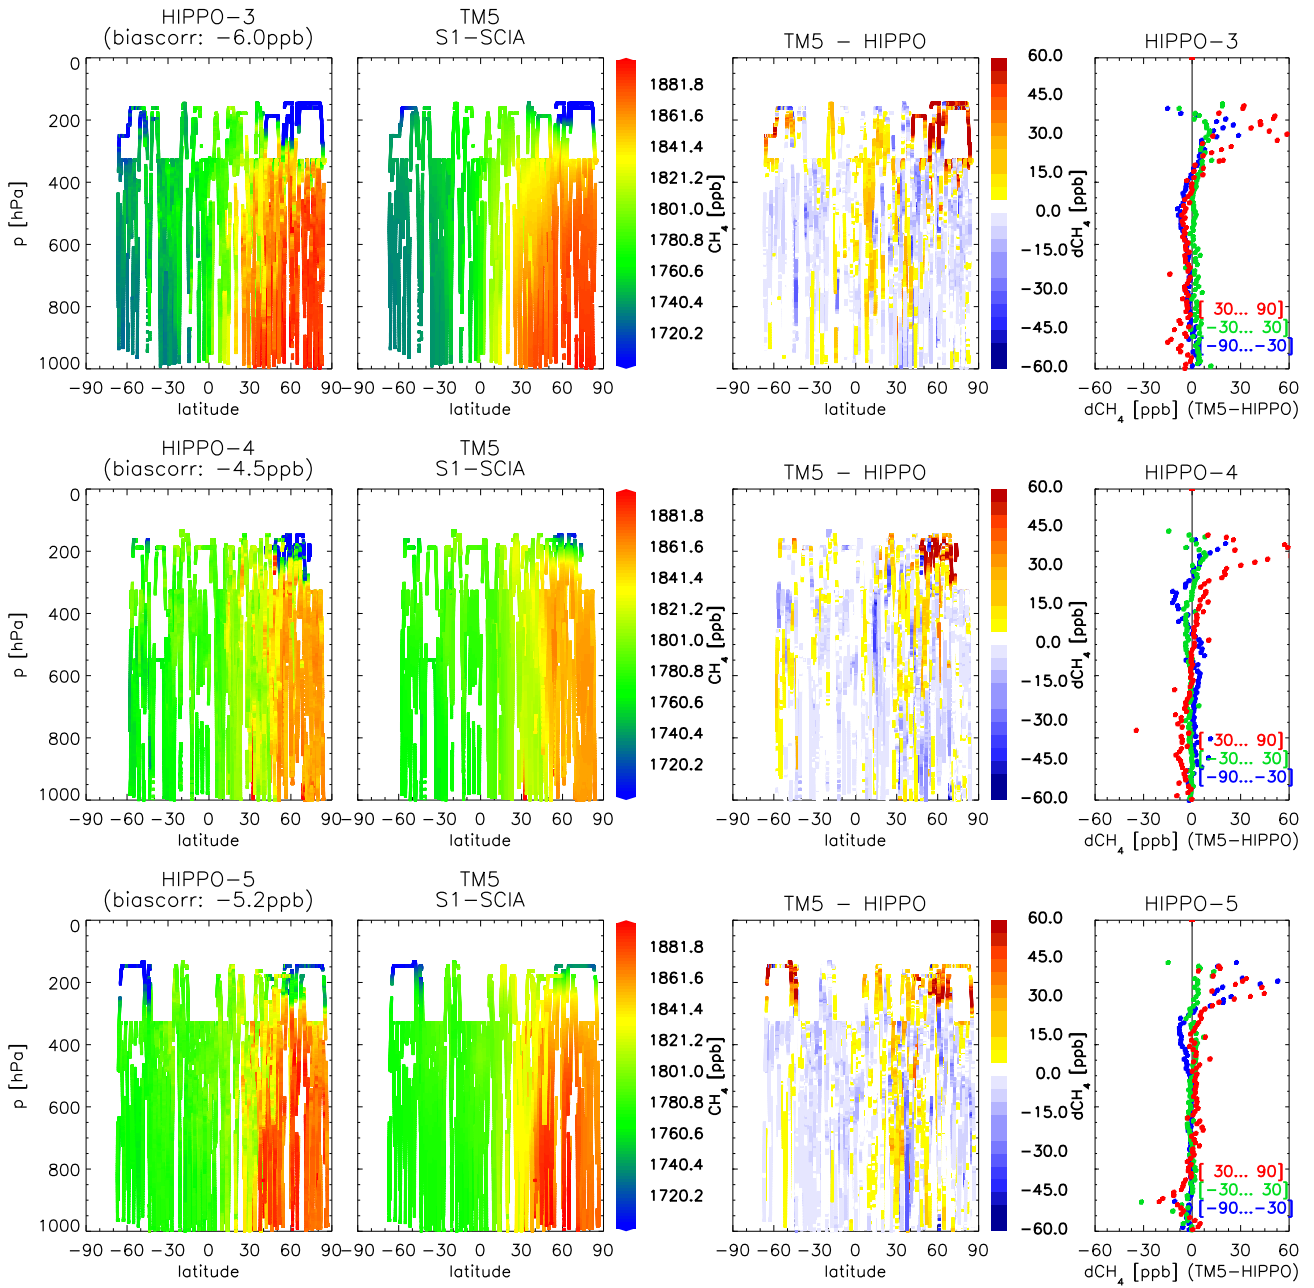 HIPPO−3
(biascorr: −6.0ppb)
TM5
S1−SCIA
TM5 − HIPPO
HIPPO−3
p [hPa]
0
200
400
600
800
1000
−90 −60 −30 0 30 60 90
latitude
−90 −60 −30 0 30 60 90
latitude
1881.8
1861.6
1841.4
1821.2
1801.0
1780.8
1760.6
1740.4
1720.2
CH4 [ppb]
−90 −60 −30 0 30 60 90
latitude
60.0
45.0
30.0
15.0
0.0
−15.0
−30.0
−45.0
−60.0
dCH4 [ppb]
[ 30... 90]
[−30... 30]
[−90...−30]
−60 −30 0 30 60
dCH4 [ppb] (TM5−HIPPO)
HIPPO−4
(biascorr: −4.5ppb)
TM5
S1−SCIA
TM5 − HIPPO
HIPPO−4
p [hPa]
0
200
400
600
800
1000
−90 −60 −30 0 30 60 90
latitude
−90 −60 −30 0 30 60 90
latitude
1881.8
1861.6
1841.4
1821.2
1801.0
1780.8
1760.6
1740.4
1720.2
CH4 [ppb]
−90 −60 −30 0 30 60 90
latitude
60.0
45.0
30.0
15.0
0.0
−15.0
−30.0
−45.0
−60.0
dCH4 [ppb]
[ 30... 90]
[−30... 30]
[−90...−30]
−60 −30 0 30 60
dCH4 [ppb] (TM5−HIPPO)
HIPPO−5
(biascorr: −5.2ppb)
TM5
S1−SCIA
TM5 − HIPPO
HIPPO−5
p [hPa]
0
200
400
600
800
1000
−90 −60 −30 0 30 60 90
latitude
−90 −60 −30 0 30 60 90
latitude
1881.8
1861.6
1841.4
1821.2
1801.0
1780.8
1760.6
1740.4
1720.2
CH4 [ppb]
−90 −60 −30 0 30 60 90
latitude
60.0
45.0
30.0
15.0
0.0
−15.0
−30.0
−45.0
−60.0
dCH4 [ppb]
[ 30... 90]
[−30... 30]
[−90...−30]
−60 −30 0 30 60
dCH4 [ppb] (TM5−HIPPO)